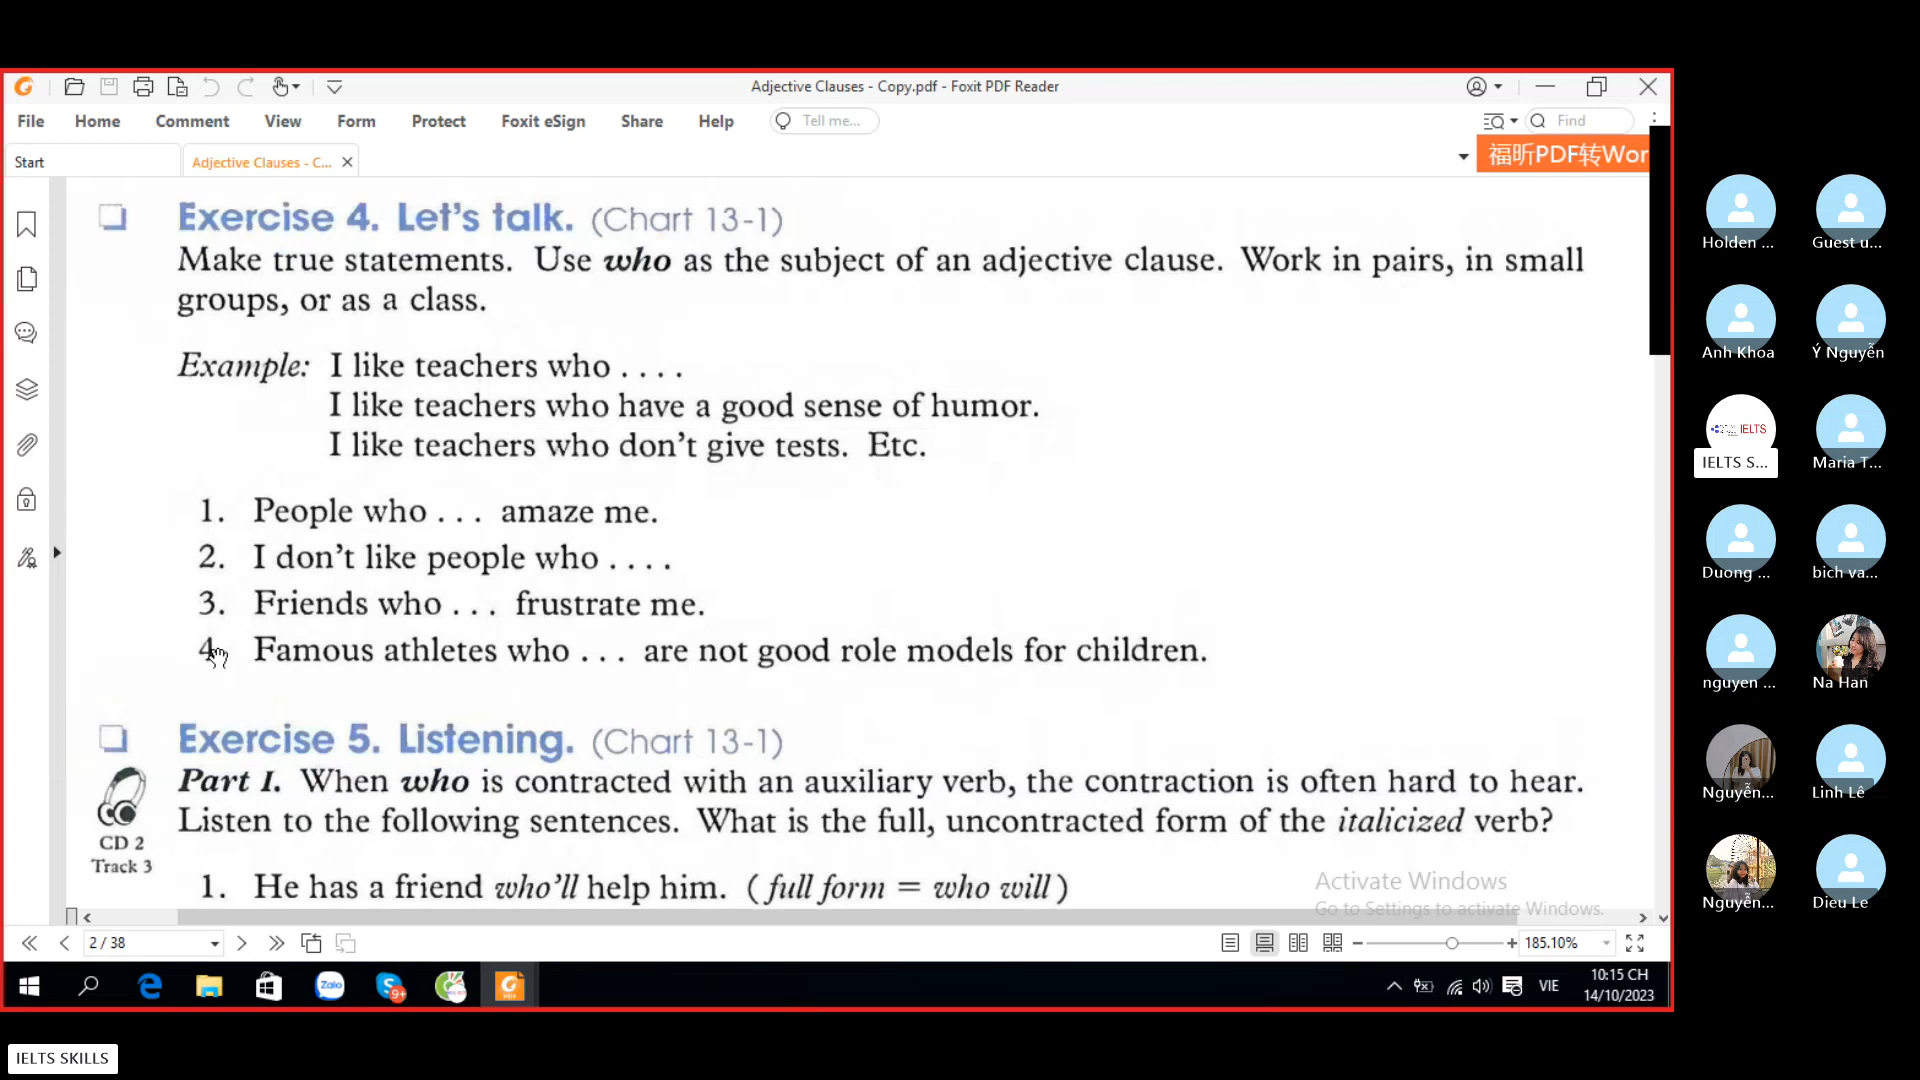 Adjective Clauses - Copy.pdf - Foxit PDF Reader
File Home Comment View Form Protect Foxit eSign Share Help Tell me... Find
Start Adjective Clauses - C... 福昕PDF转Wor
Exercise 4. Let's talk. (Chart 13-1)
Make true statements. Use who as the subject of an adjective clause. Work in pairs, in small
groups, or as a class.
Example: I like teachers who . . . .
I like teachers who have a good sense of humor.
I like teachers who don't give tests. Etc.
1. People who . . . amaze me.
2. I don't like people who . . . .
3. Friends who . . . frustrate me.
4. Famous athletes who . . . are not good role models for children.
Exercise 5. Listening. (Chart 13-1)
Part I. When who is contracted with an auxiliary verb, the contraction is often hard to hear.
Listen to the following sentences. What is the full, uncontracted form of the italicized verb?
CD 2
Track 3
1. He has a friend who'll help him. (full form = who will)
Activate Windows
Go to Settings to activate Windows.
2 / 38
185.10%
Zalo
9+
VIE
10:15 CH
14/10/2023
Holden ...
Guest u...
Anh Khoa
Ý Nguyễn
IELTS
IELTS S...
Maria T...
Duong ...
bich va...
nguyen ...
Na Han
Nguyễn...
Linh Lê
Nguyễn...
Dieu Le
IELTS SKILLS